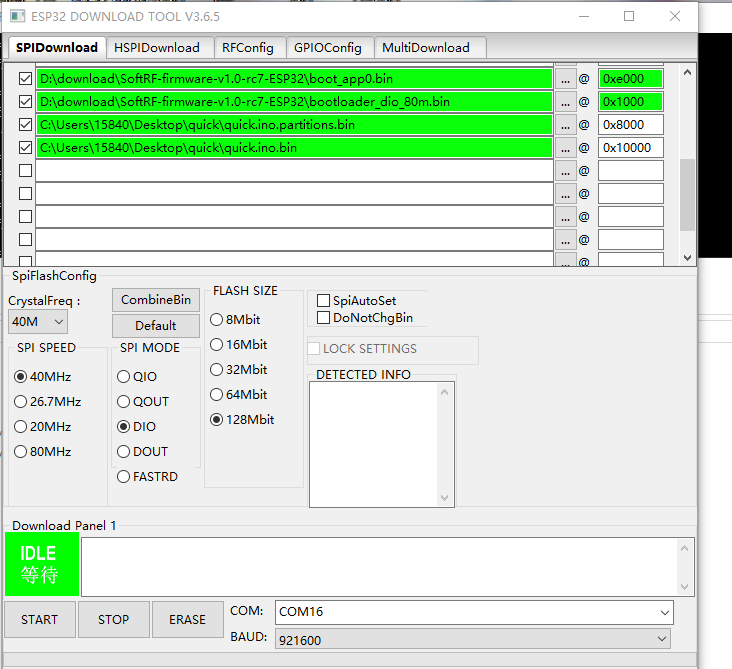 ESP32 DOWNLOAD TOOL V3.6.5
SPIDownload HSPIDownload RFConfig GPIOConfig MultiDownload
D:\download\SoftRF-firmware-v1.0-rc7-ESP32\boot_app0.bin ... @ 0xe000
D:\download\SoftRF-firmware-v1.0-rc7-ESP32\bootloader_dio_80m.bin ... @ 0x1000
C:\Users\15840\Desktop\quick\quick.ino.partitions.bin ... @ 0x8000
C:\Users\15840\Desktop\quick\quick.ino.bin ... @ 0x10000
... @
... @
... @
... @
... @
SpiFlashConfig
CrystalFreq :
40M
CombineBin
Default
SPI SPEED
40MHz
26.7MHz
20MHz
80MHz
SPI MODE
QIO
QOUT
DIO
DOUT
FASTRD
FLASH SIZE
8Mbit
16Mbit
32Mbit
64Mbit
128Mbit
SpiAutoSet
DoNotChgBin
LOCK SETTINGS
DETECTED INFO
Download Panel 1
IDLE
等待
START STOP ERASE
COM: COM16
BAUD: 921600